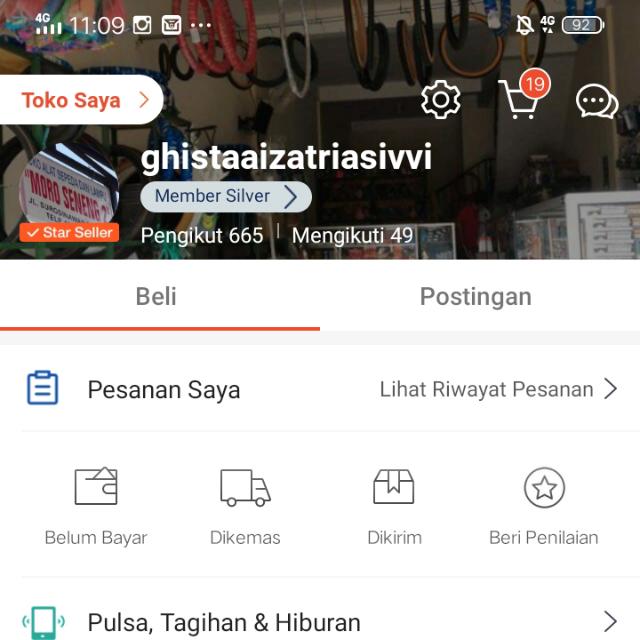 4G 11:09 4G 92
Toko Saya
19
ghistaaizatriasivvi
Member Silver
"MORO SENENG"
Star Seller
Pengikut 665 Mengikuti 49
Beli Postingan
Pesanan Saya Lihat Riwayat Pesanan
Belum Bayar Dikemas Dikirim Beri Penilaian
Pulsa, Tagihan & Hiburan